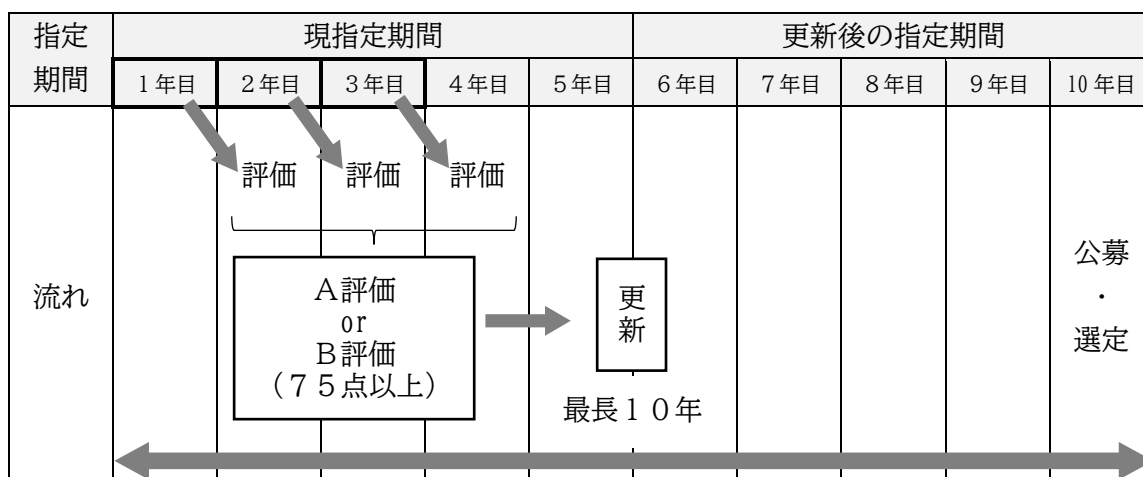 指定期間
現指定期間
更新後の指定期間
1年目
2年目
3年目
4年目
5年目
6年目
7年目
8年目
9年目
10年目
流れ
評価
評価
評価
A評価
or
B評価
（75点以上）
更新
最長10年
公募
・
選定